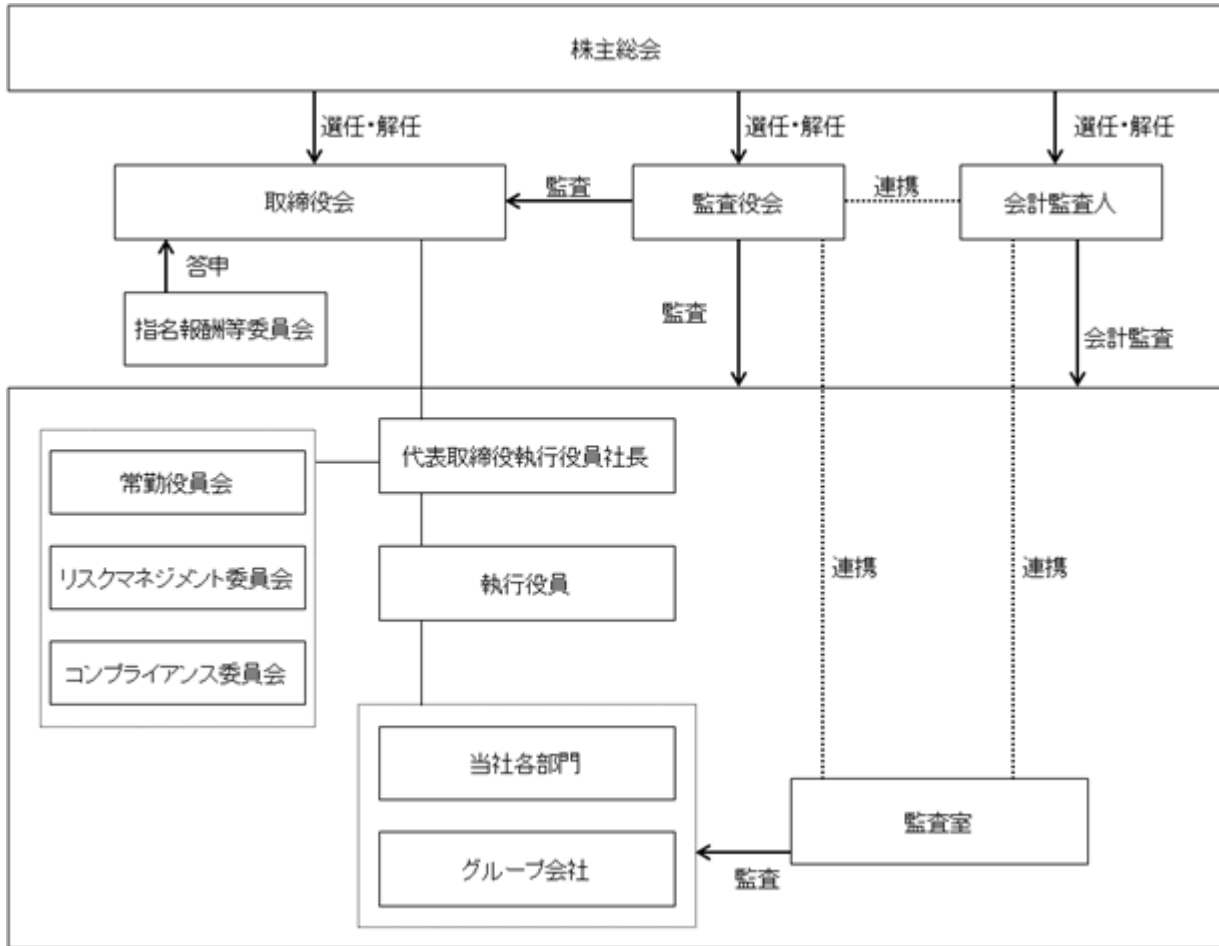 株主総会
選任・解任
選任・解任
選任・解任
取締役会
監査
監査役会
連携
会計監査人
答申
指名報酬等委員会
監査
会計監査
代表取締役執行役員社長
常勤役員会
リスクマネジメント委員会
執行役員
連携
連携
コンプライアンス委員会
当社各部門
監査室
グループ会社
監査